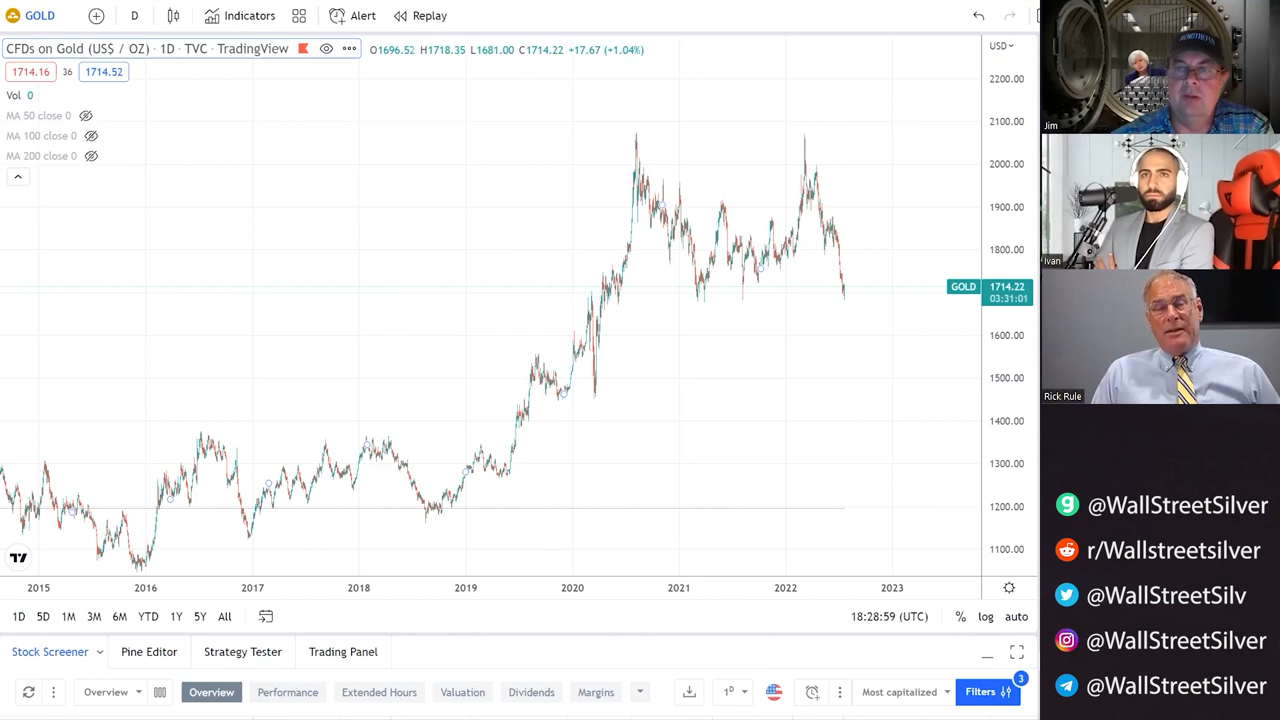 GOLD
D
Indicators
Alert
Replay
CFDs on Gold (US$ / OZ) · 1D · TVC · TradingView
O1696.52 H1718.35 L1681.00 C1714.22 +17.67 (+1.04%)
USD
1714.16 36 1714.52
Vol 0
MA 50 close 0
MA 100 close 0
MA 200 close 0
2200.00
2100.00
2000.00
1900.00
1800.00
GOLD 1714.22
03:31:01
1600.00
1500.00
1400.00
1300.00
1200.00
1100.00
2015 2016 2017 2018 2019 2020 2021 2022 2023
1D 5D 1M 3M 6M YTD 1Y 5Y All
18:28:59 (UTC) % log auto
Stock Screener Pine Editor Strategy Tester Trading Panel
Overview Overview Performance Extended Hours Valuation Dividends Margins
1D
Most capitalized
Filters
3
Jim
Ivan
Rick Rule
@WallStreetSilver
r/Wallstreetsilver
@WallStreetSilv
@WallStreetSilver
@WallStreetSilver